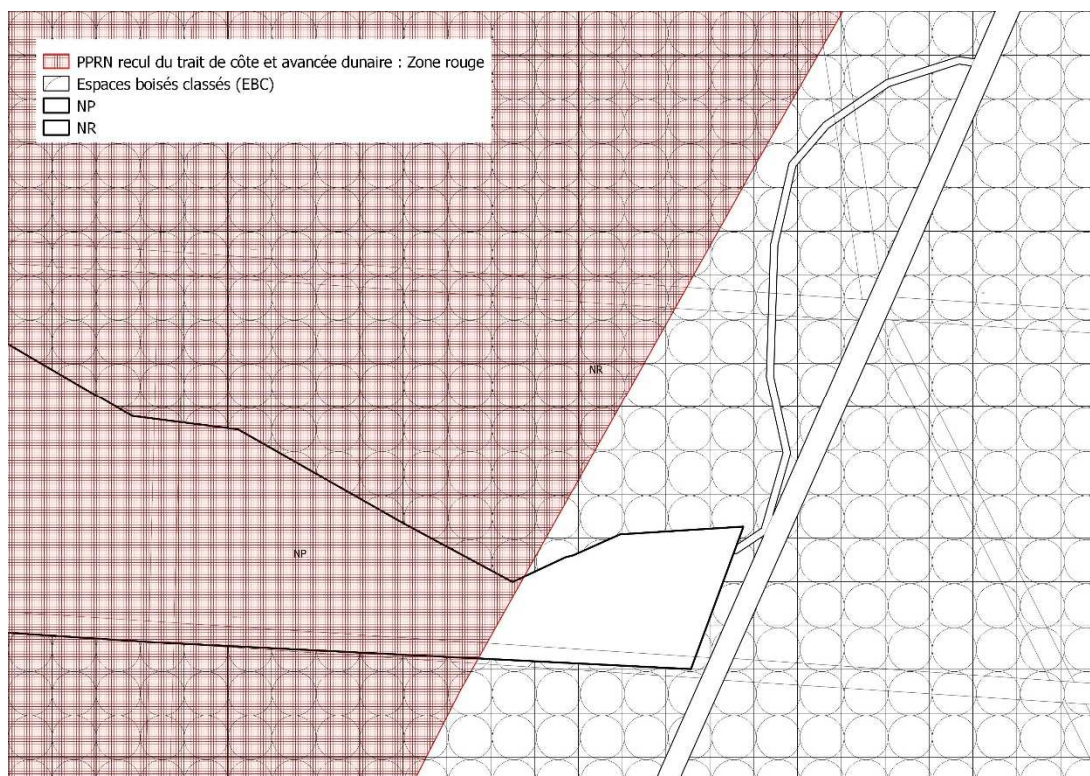 PPRN recul du trait de côte et avancée dunaire : Zone rouge
Espaces boisés classés (EBC)
NP
NR
NR
NP